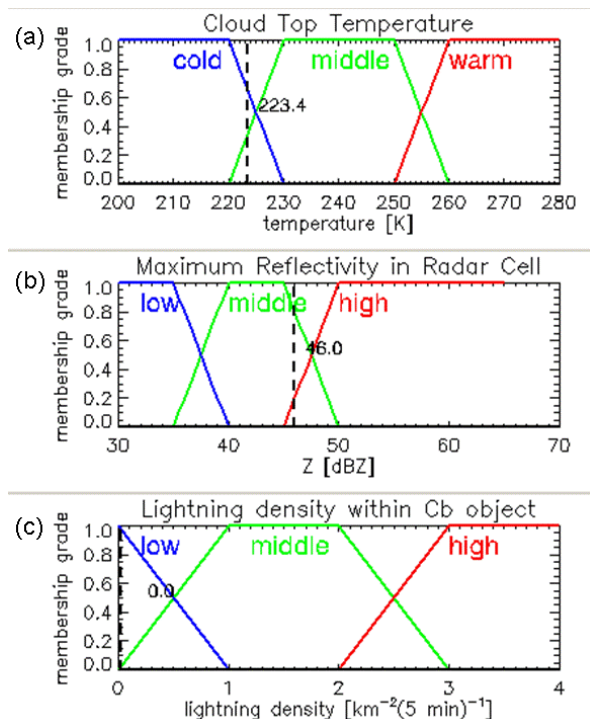 (a)
Cloud Top Temperature
membership grade
1.0
0.8
0.6
0.4
0.2
0.0
cold
middle
warm
223.4
200 210 220 230 240 250 260 270 280
temperature [K]
(b)
Maximum Reflectivity in Radar Cell
membership grade
1.0
0.8
0.6
0.4
0.2
0.0
low
middle
high
46.0
30 40 50 60 70
Z [dBZ]
(c)
Lightning density within Cb object
membership grade
1.0
0.8
0.6
0.4
0.2
0.0
low
middle
high
0.0
0 1 2 3 4
lightning density [km⁻²(5 min)⁻¹]